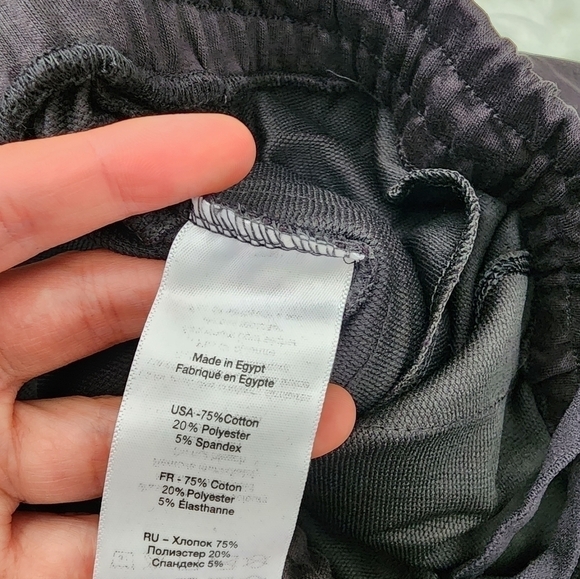 Made in Egypt
Fabriqué en Egypte
USA -75%Cotton
20% Polyester
5% Spandex
FR - 75% Coton
20% Polyester
5% Élasthanne
RU – Хлопок 75%
Полиэстер 20%
Спандекс 5%